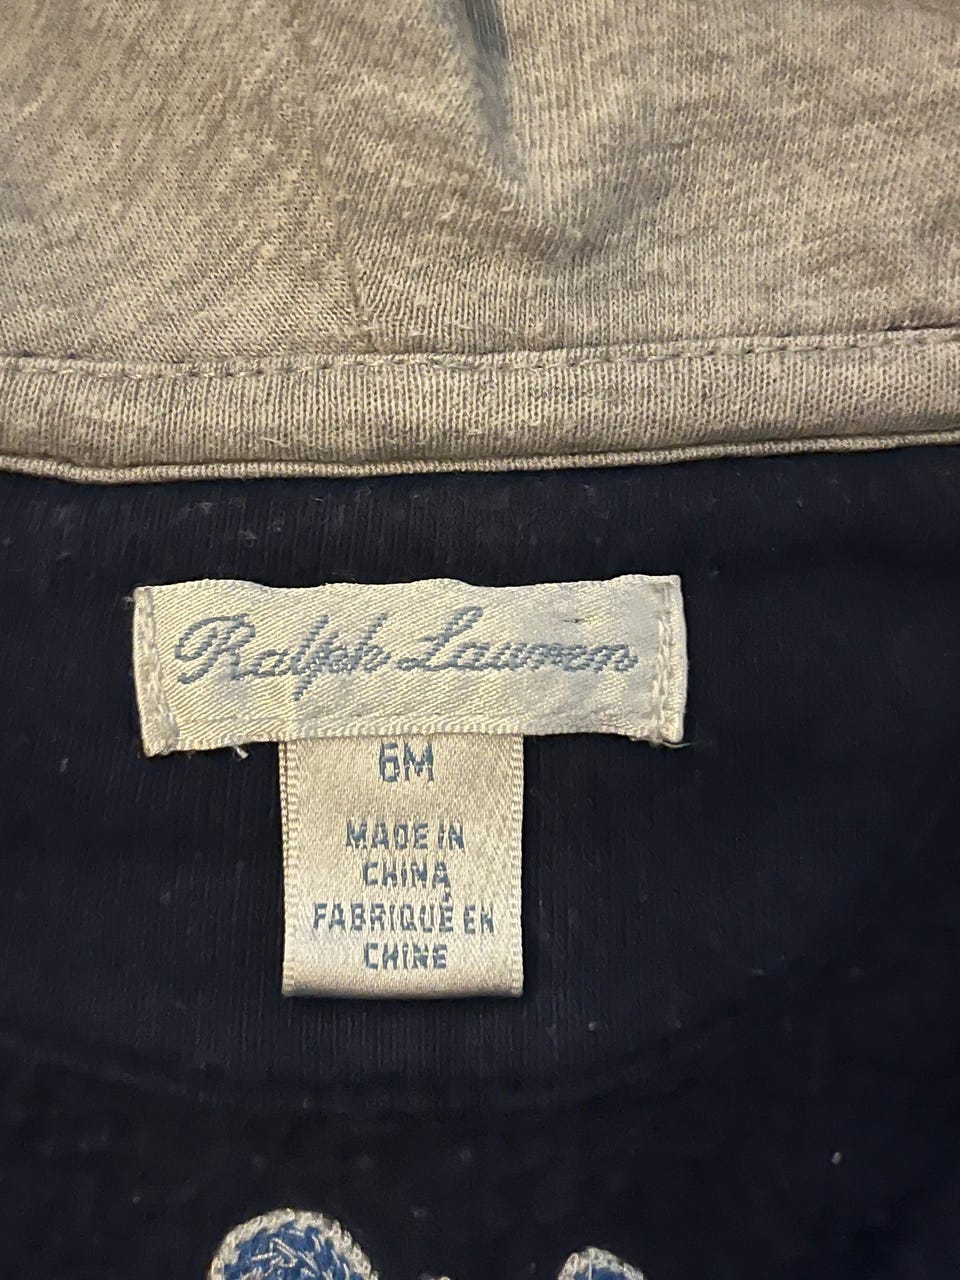 Ralph Lauren
6M
MADE IN
CHINA
FABRIQUÉ EN
CHINE